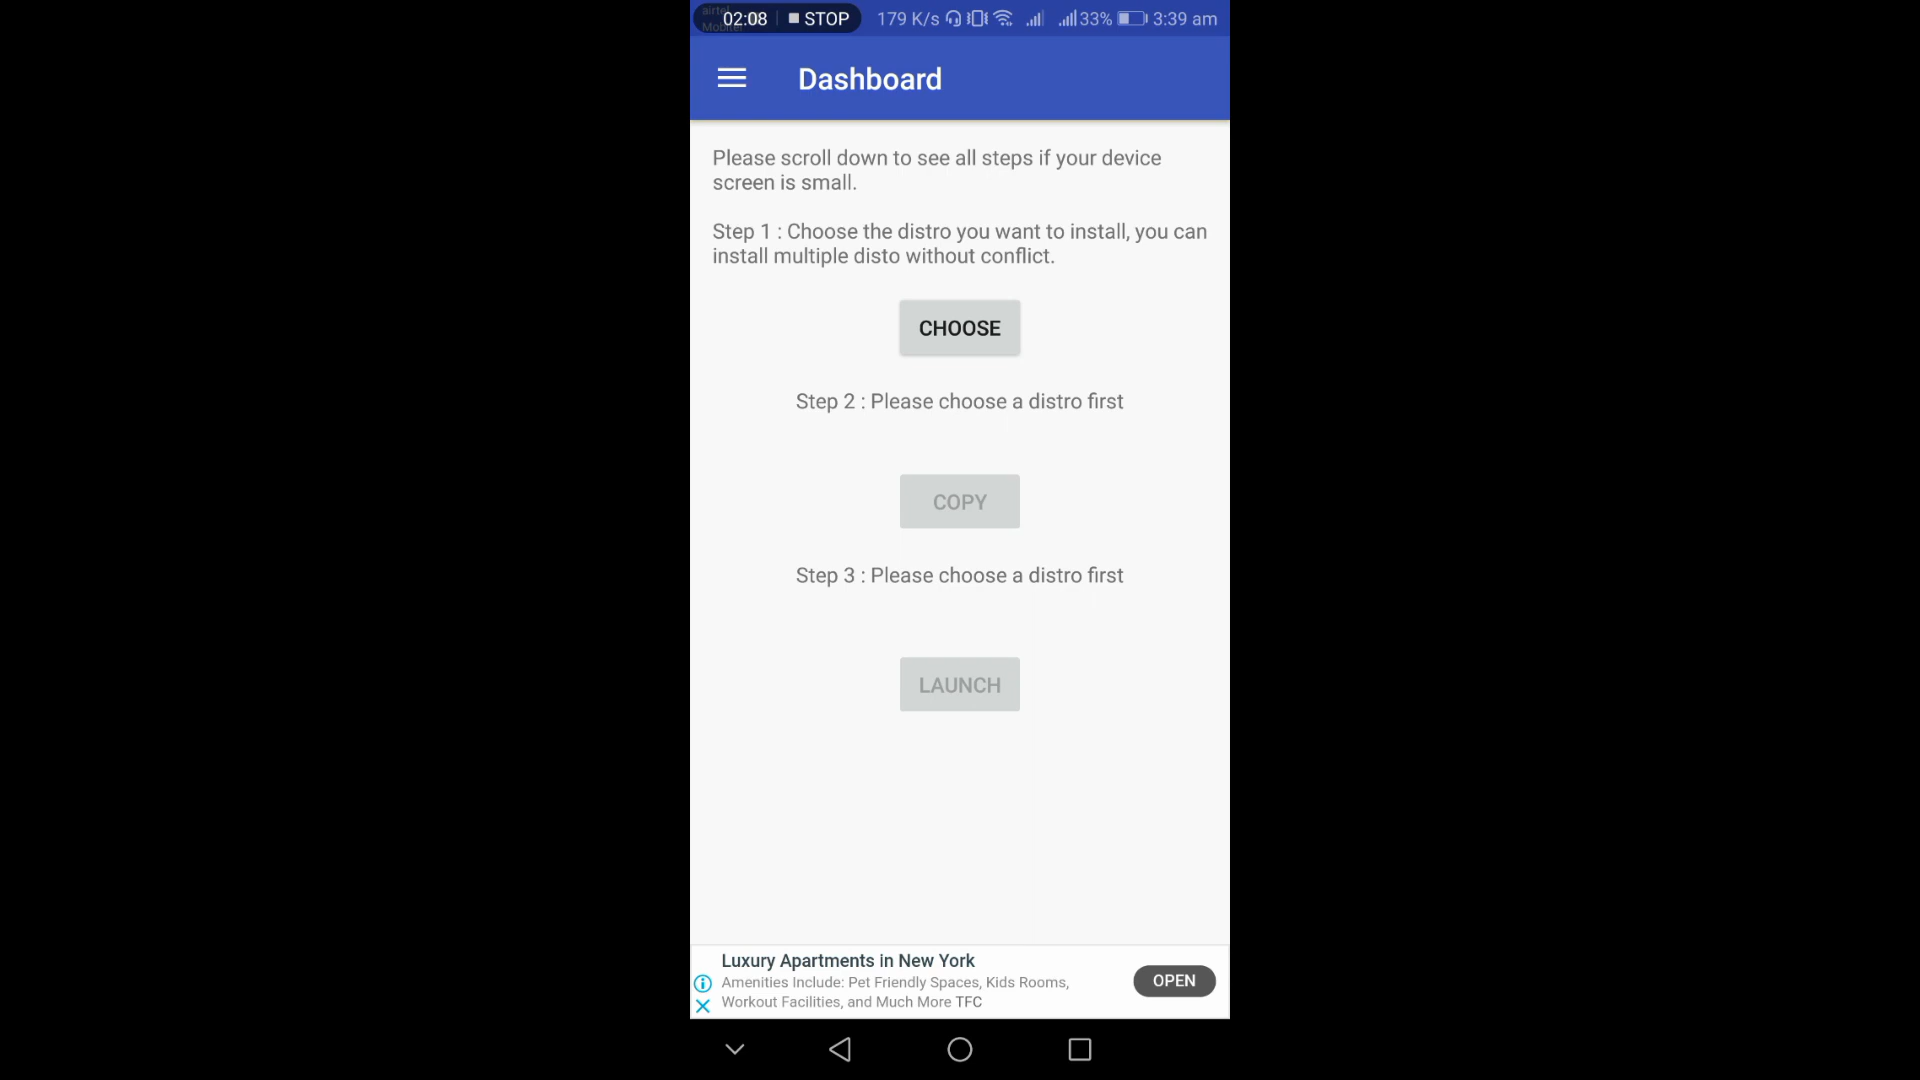 airtel
Mobitel
02:08 STOP 179 K/s 33% 3:39 am
Dashboard
Please scroll down to see all steps if your device
screen is small.
Step 1 : Choose the distro you want to install, you can
install multiple disto without conflict.
CHOOSE
Step 2 : Please choose a distro first
COPY
Step 3 : Please choose a distro first
LAUNCH
Luxury Apartments in New York
Amenities Include: Pet Friendly Spaces, Kids Rooms,
Workout Facilities, and Much More TFC
OPEN